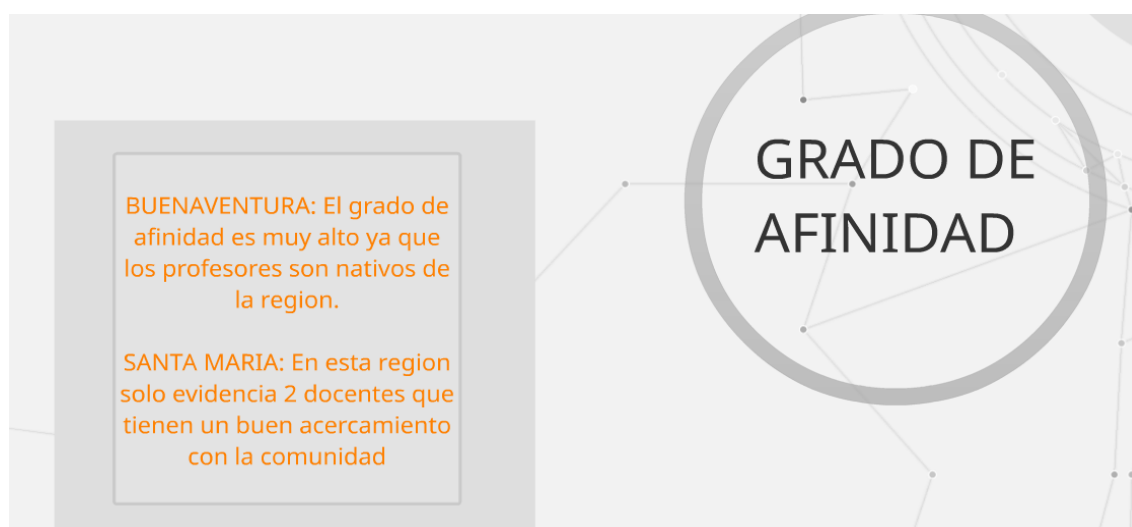 BUENAVENTURA: El grado de
afinidad es muy alto ya que
los profesores son nativos de
la region.
SANTA MARIA: En esta region
solo evidencia 2 docentes que
tienen un buen acercamiento
con la comunidad
GRADO DE
AFINIDAD